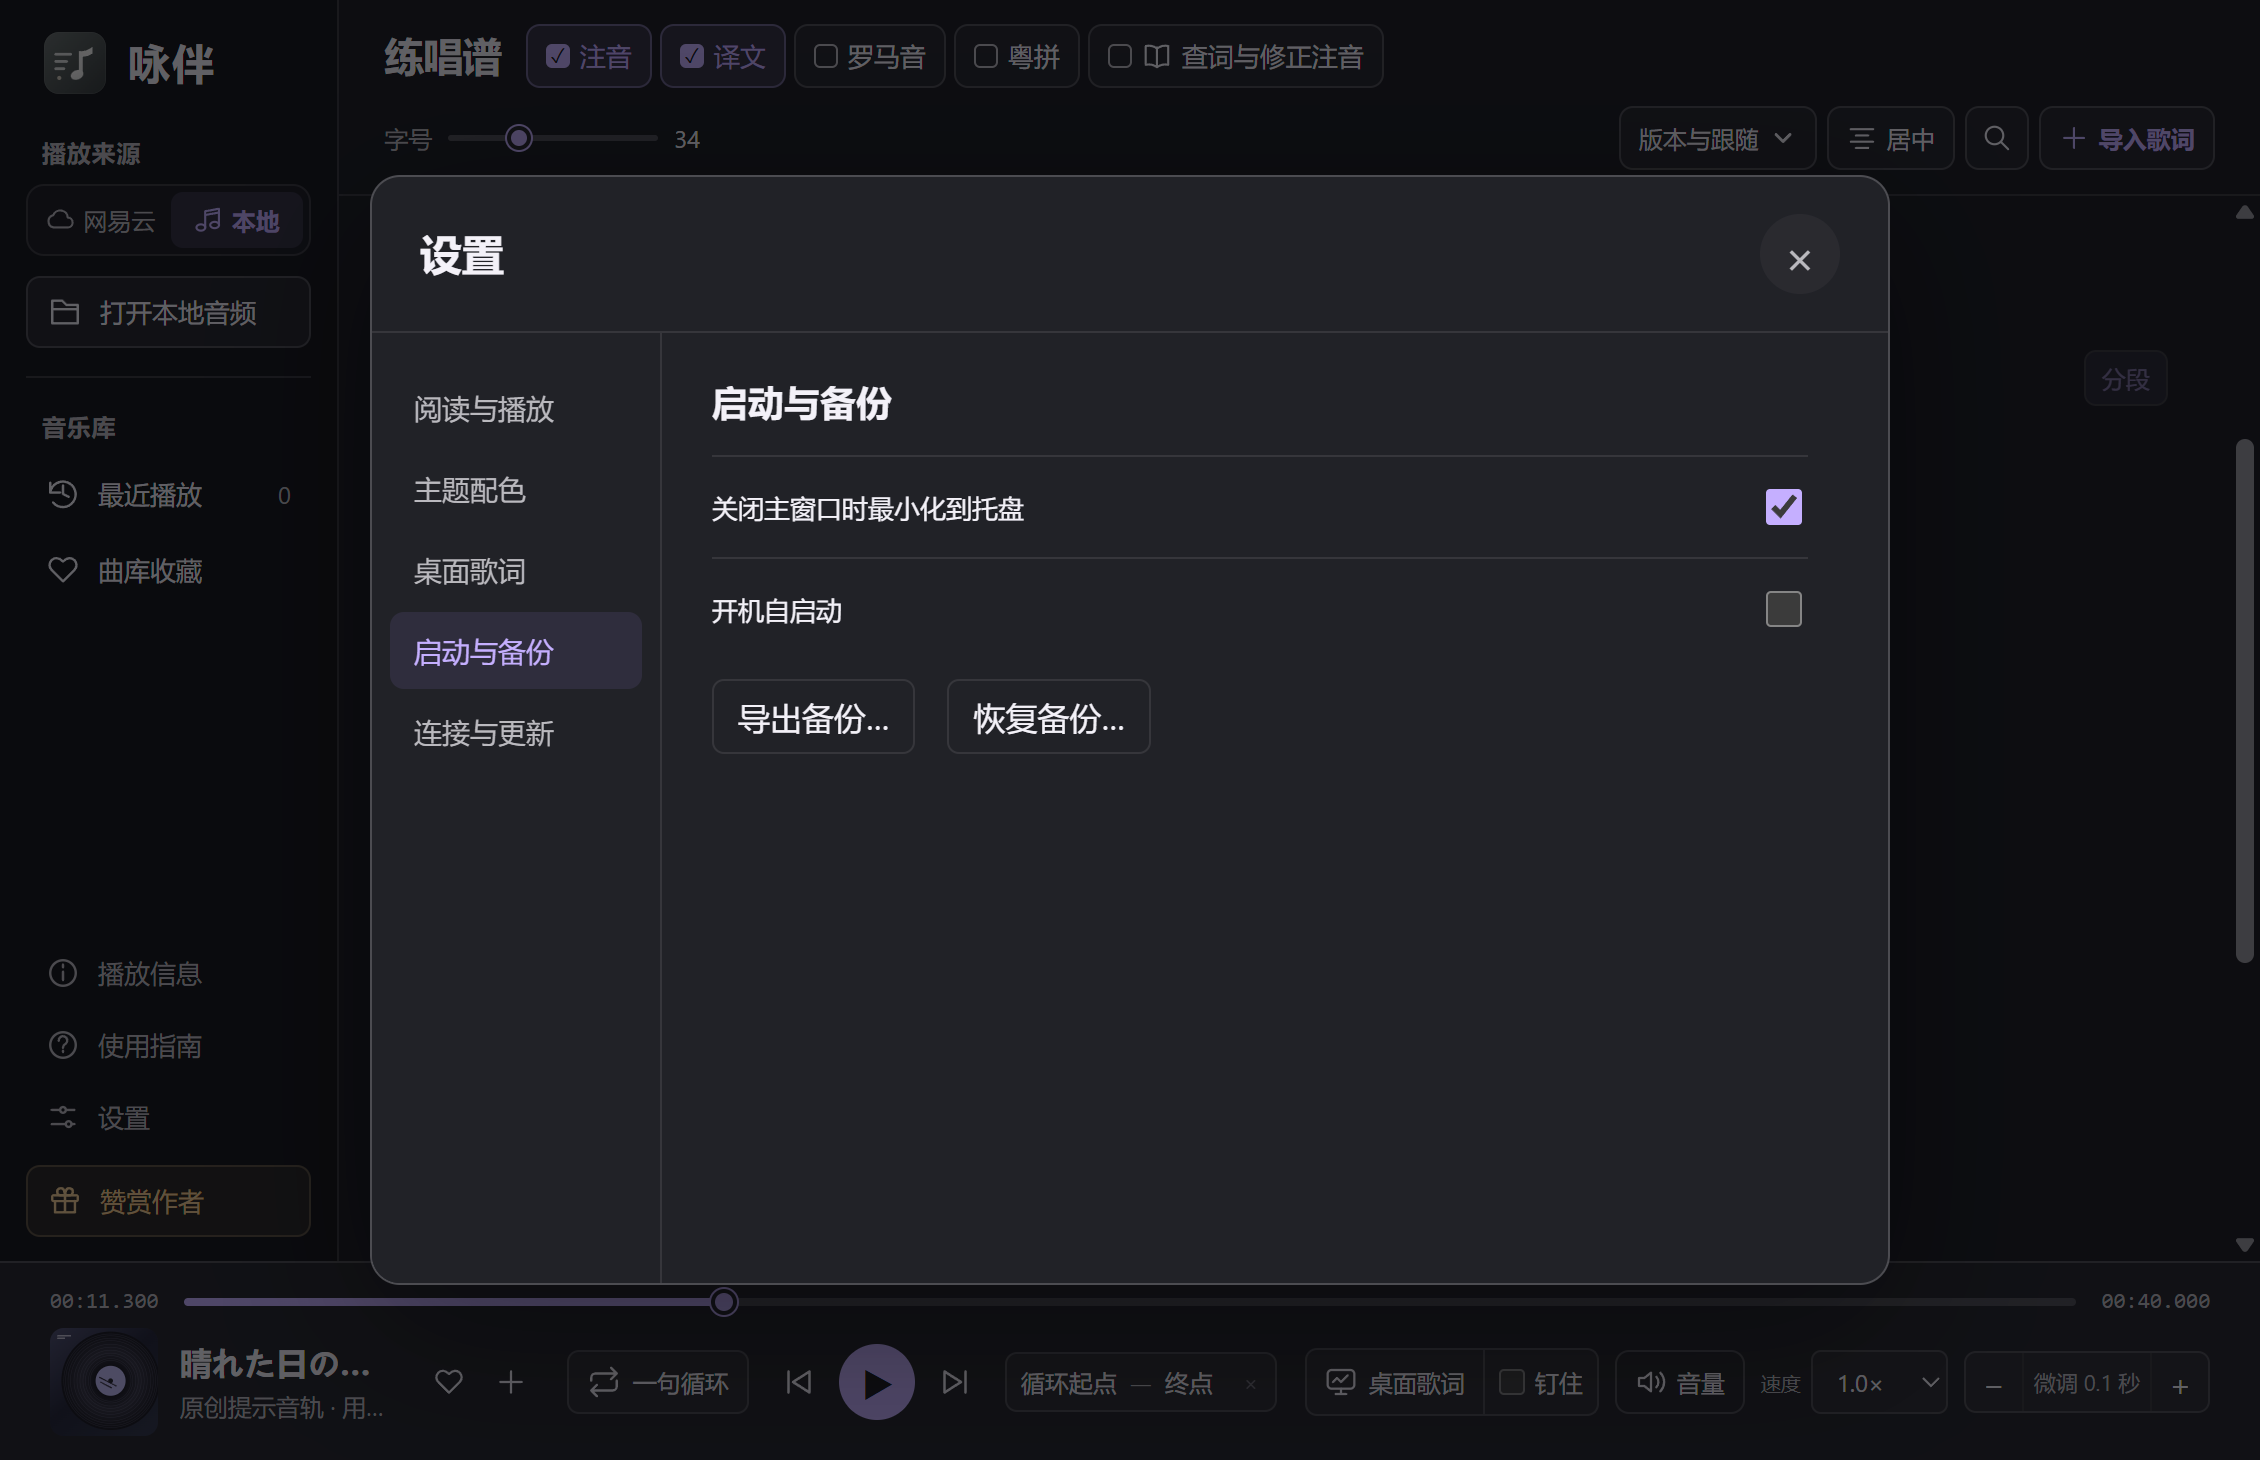 咏伴
播放来源
网易云 本地
打开本地音频
音乐库
最近播放 0
曲库收藏
播放信息
使用指南
设置
赞赏作者
练唱谱 注音 译文 罗马音 粤拼 查词与修正注音
字号 34 版本与跟随 居中 导入歌词
分段
设置
阅读与播放
主题配色
桌面歌词
启动与备份
连接与更新
启动与备份
关闭主窗口时最小化到托盘
开机自启动
导出备份... 恢复备份...
00:11.300 00:40.000
晴れた日の...
原创提示音轨 · 用...
一句循环 循环起点 — 终点 × 桌面歌词 钉住 音量 速度 1.0× − 微调 0.1 秒 +